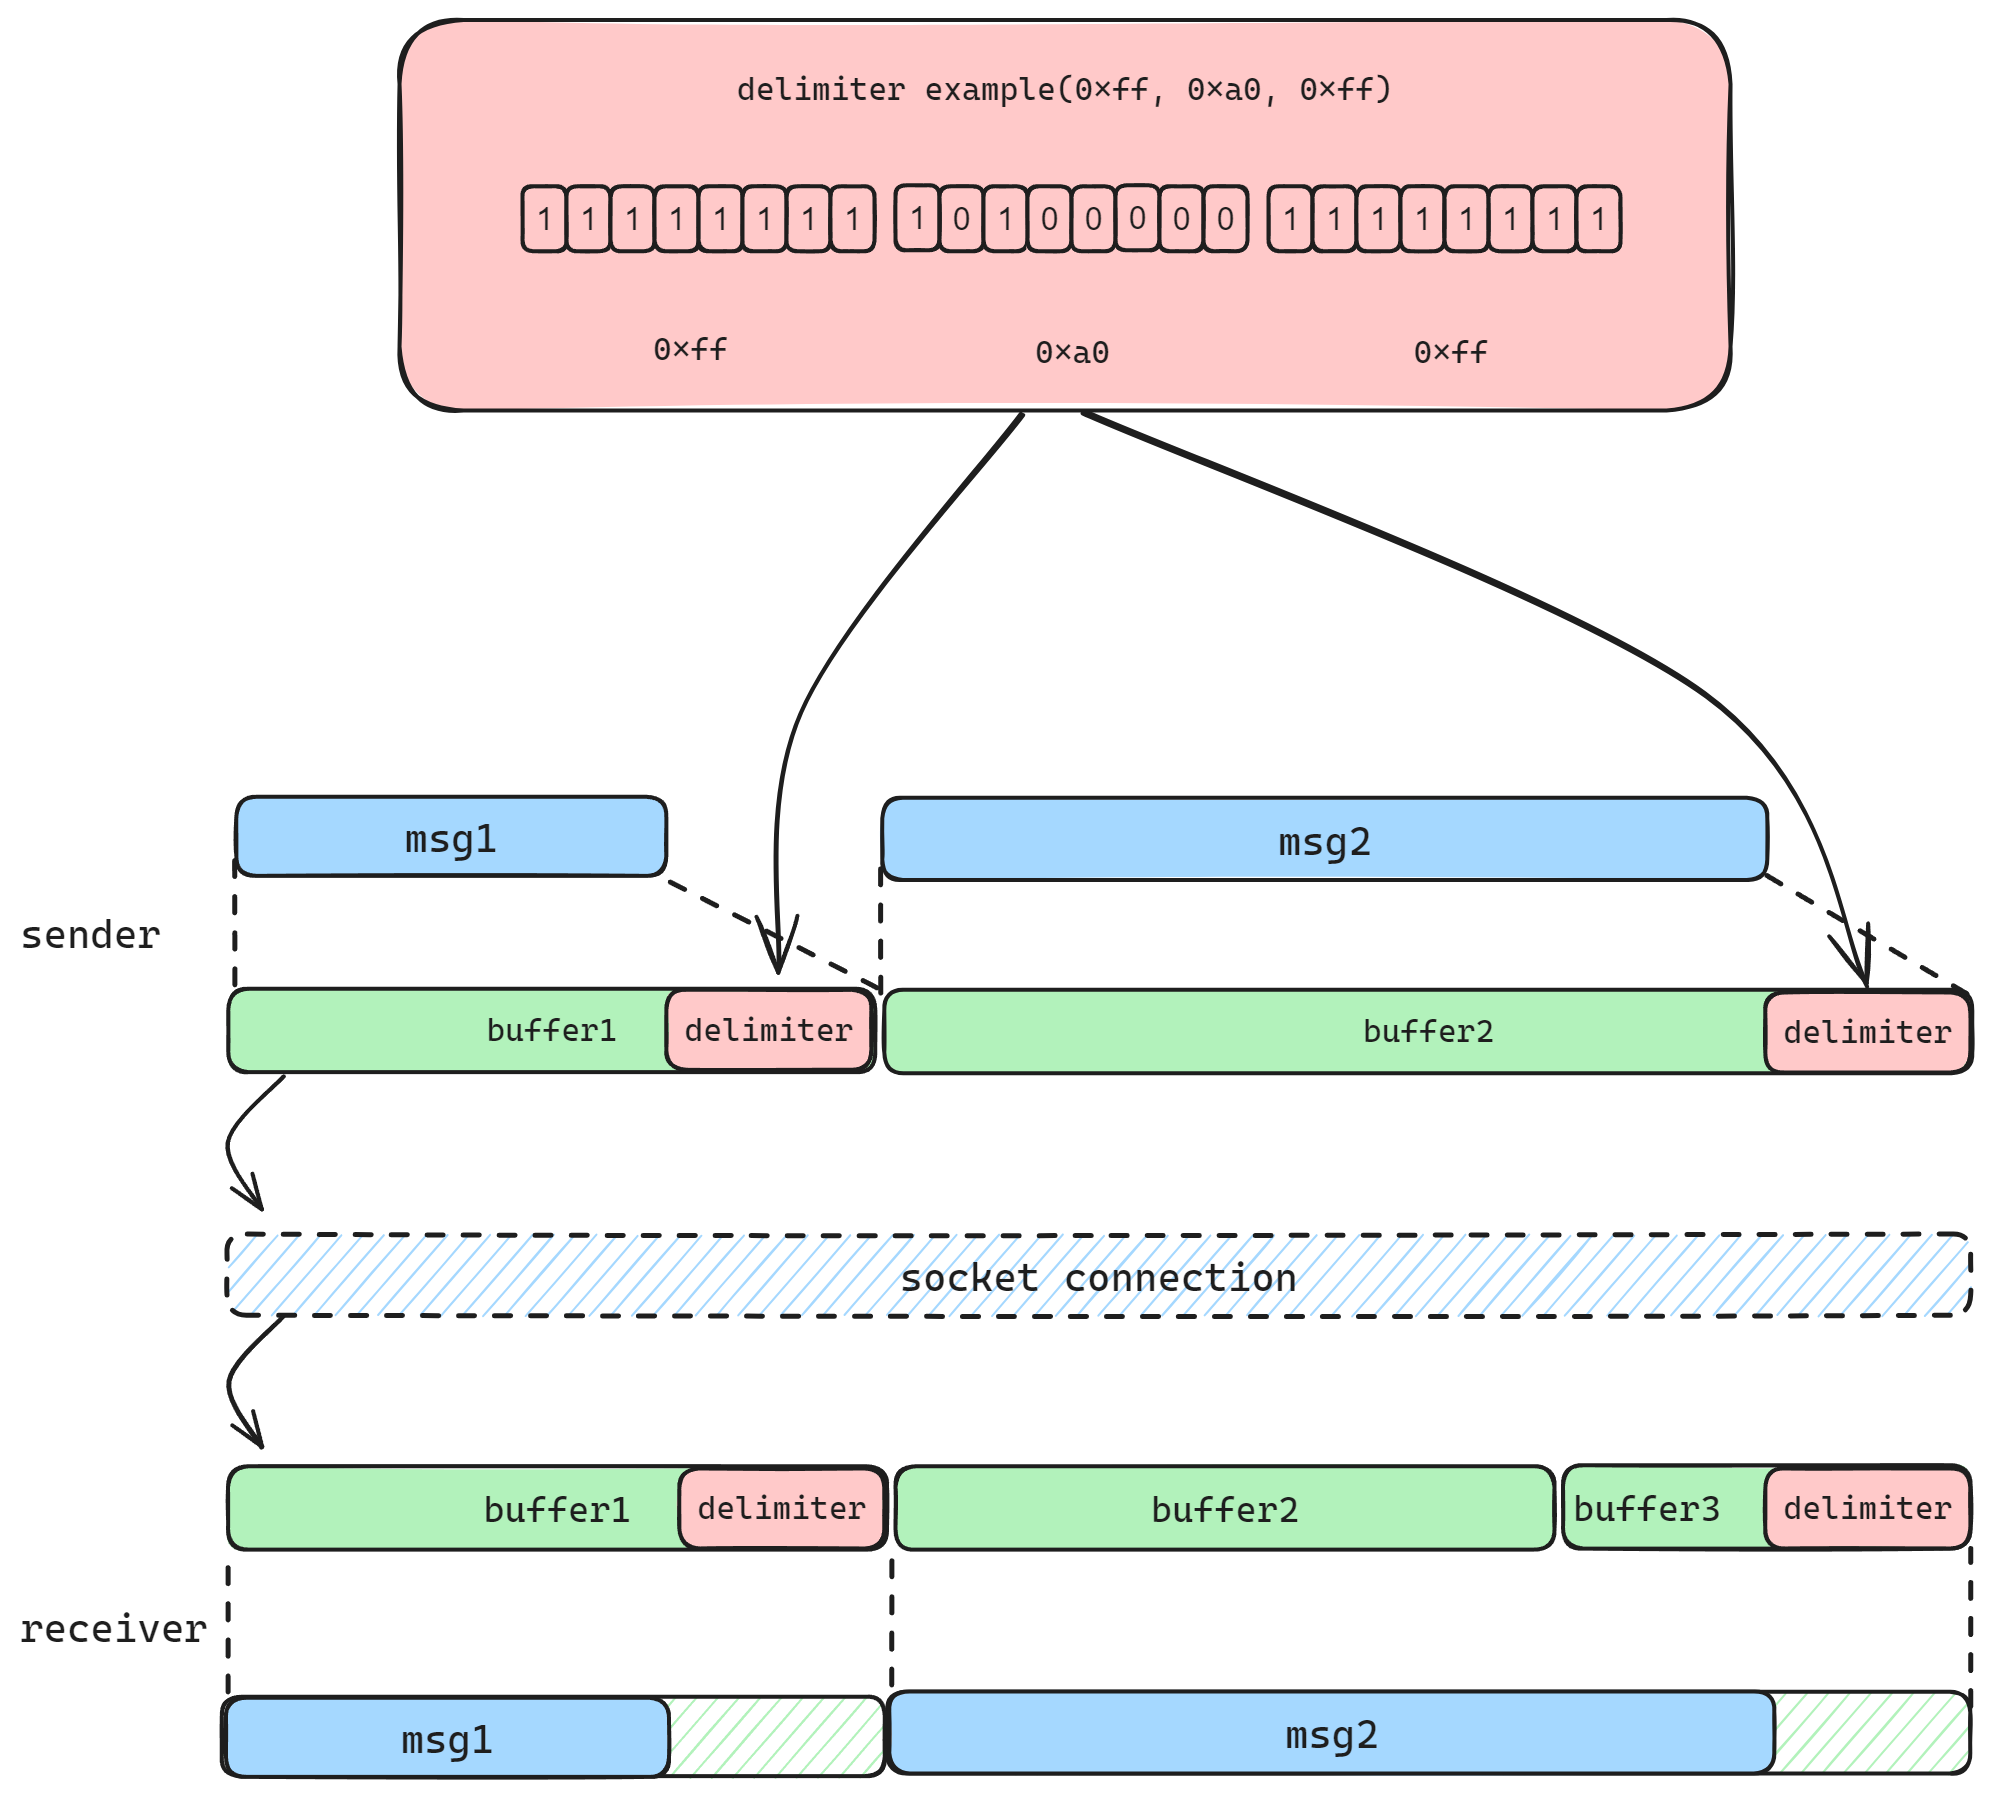 delimiter example(0×ff, 0×a0, 0×ff)
1 1 1 1 1 1 1 1 1 0 1 0 0 0 0 0 1 1 1 1 1 1 1 1
0×ff 0×a0 0×ff
msg1 msg2
sender
buffer1 delimiter buffer2 delimiter
socket connection
buffer1 delimiter buffer2 buffer3 delimiter
receiver
msg1 msg2